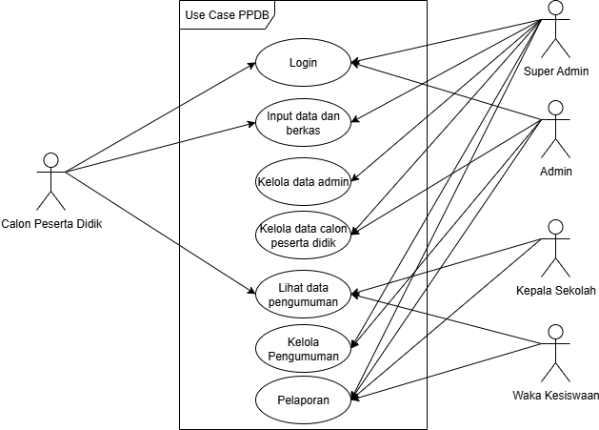 Use Case PPDB
Login
Input data dan
berkas
Kelola data admin
Kelola data calon
peserta didik
Lihat data
pengumuman
Kelola
Pengumuman
Pelaporan
Calon Peserta Didik
Super Admin
Admin
Kepala Sekolah
Waka Kesiswaan